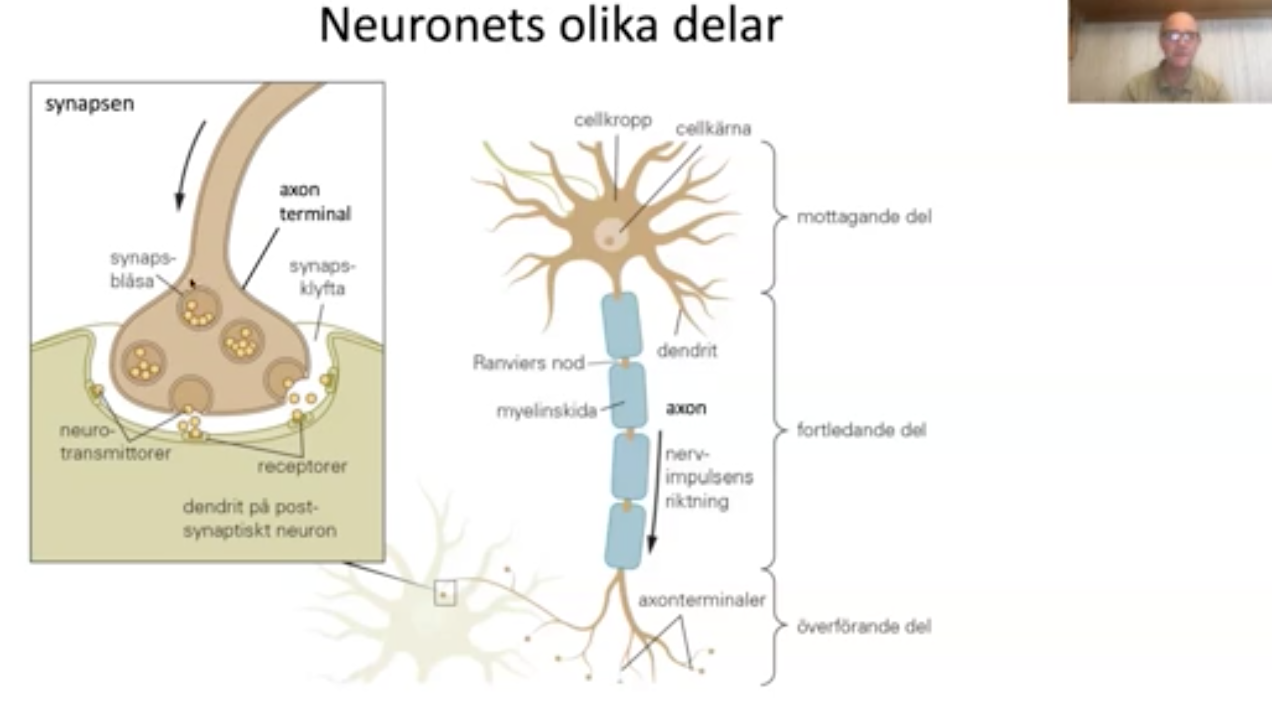 Neuronets olika delar
synapsen
axon
terminal
synaps-
blåsa
synaps-
klyfta
neuro-
transmittorer
receptorer
dendrit på post-
synaptiskt neuron
cellkropp
cellkärna
mottagande del
dendrit
Ranviers nod
myelinskida
axon
nerv-
impulsens
riktning
fortledande del
axonterminaler
överförande del